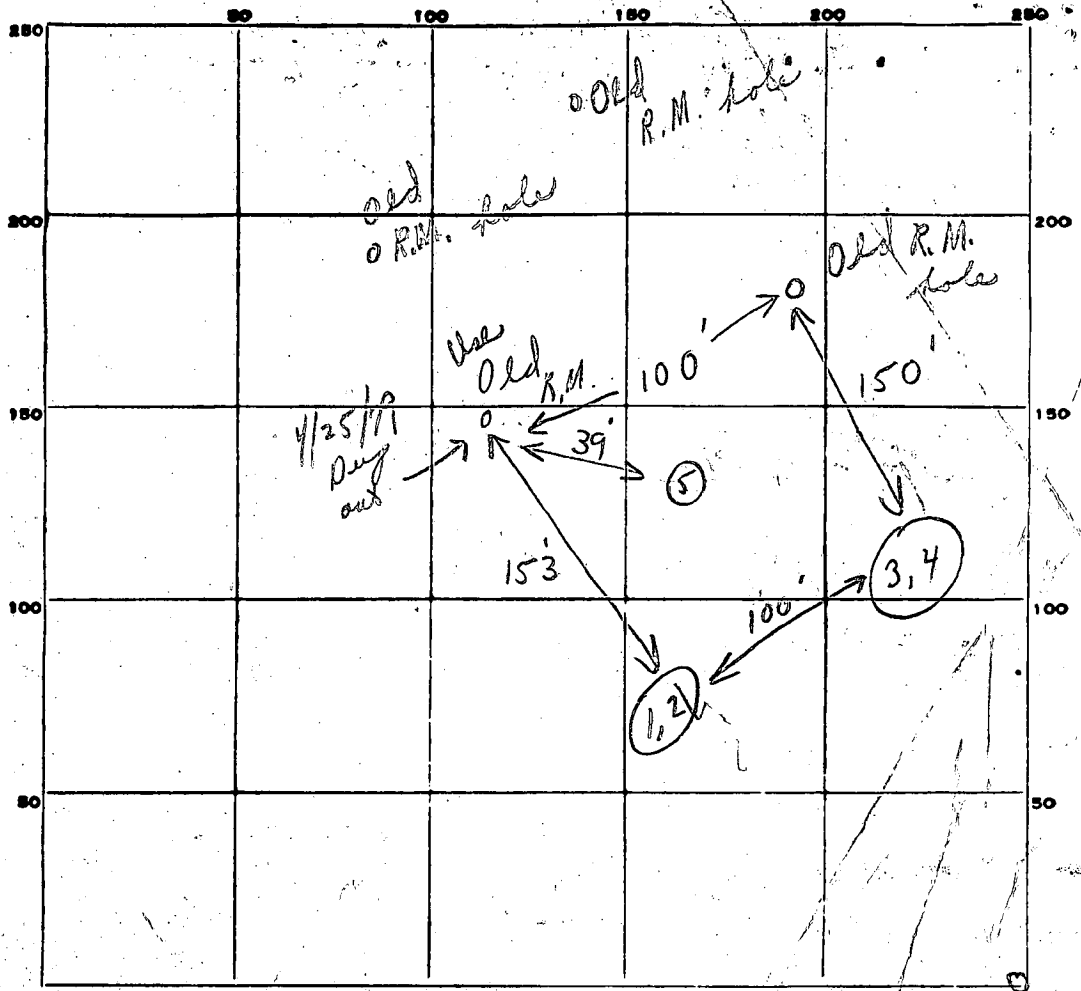 50 100 150 200 250
250
o Old
R.M. hole
Old
o R.M. hole
200 200
Old R.M.
hole
Use
Old R.M.
100'
150'
150 150
39'
Dug
out
5
153'
3, 4
100'
100 100
1, 2
50 50